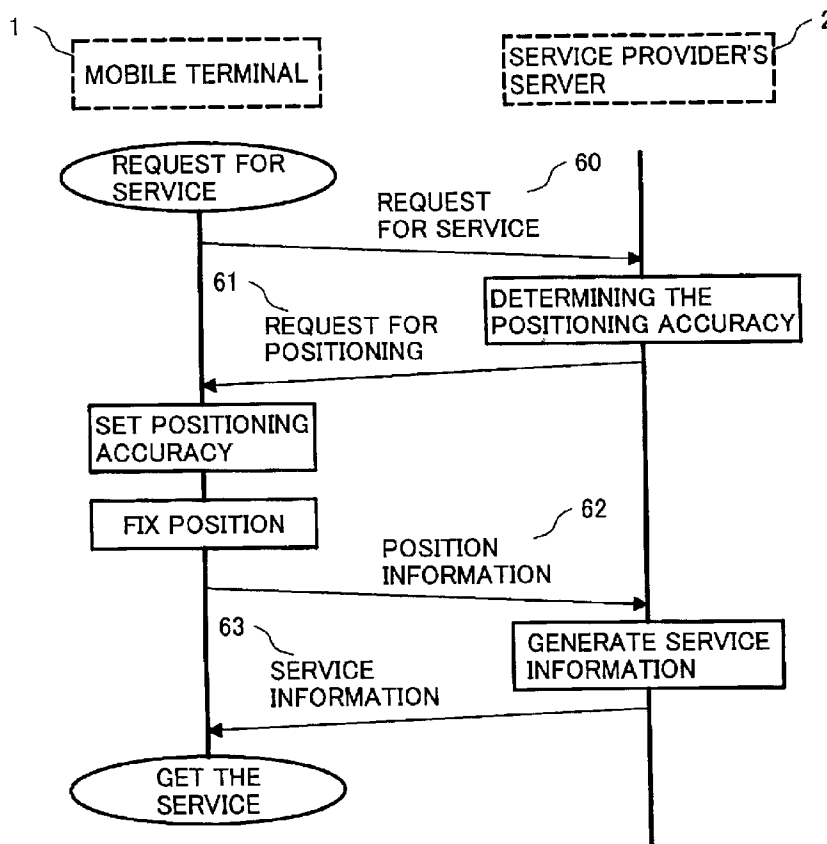 1
MOBILE TERMINAL
2
SERVICE PROVIDER'S
SERVER
REQUEST FOR
SERVICE
60
REQUEST
FOR SERVICE
DETERMINING THE
POSITIONING ACCURACY
61
REQUEST FOR
POSITIONING
SET POSITIONING
ACCURACY
FIX POSITION
62
POSITION
INFORMATION
GENERATE SERVICE
INFORMATION
63
SERVICE
INFORMATION
GET THE
SERVICE